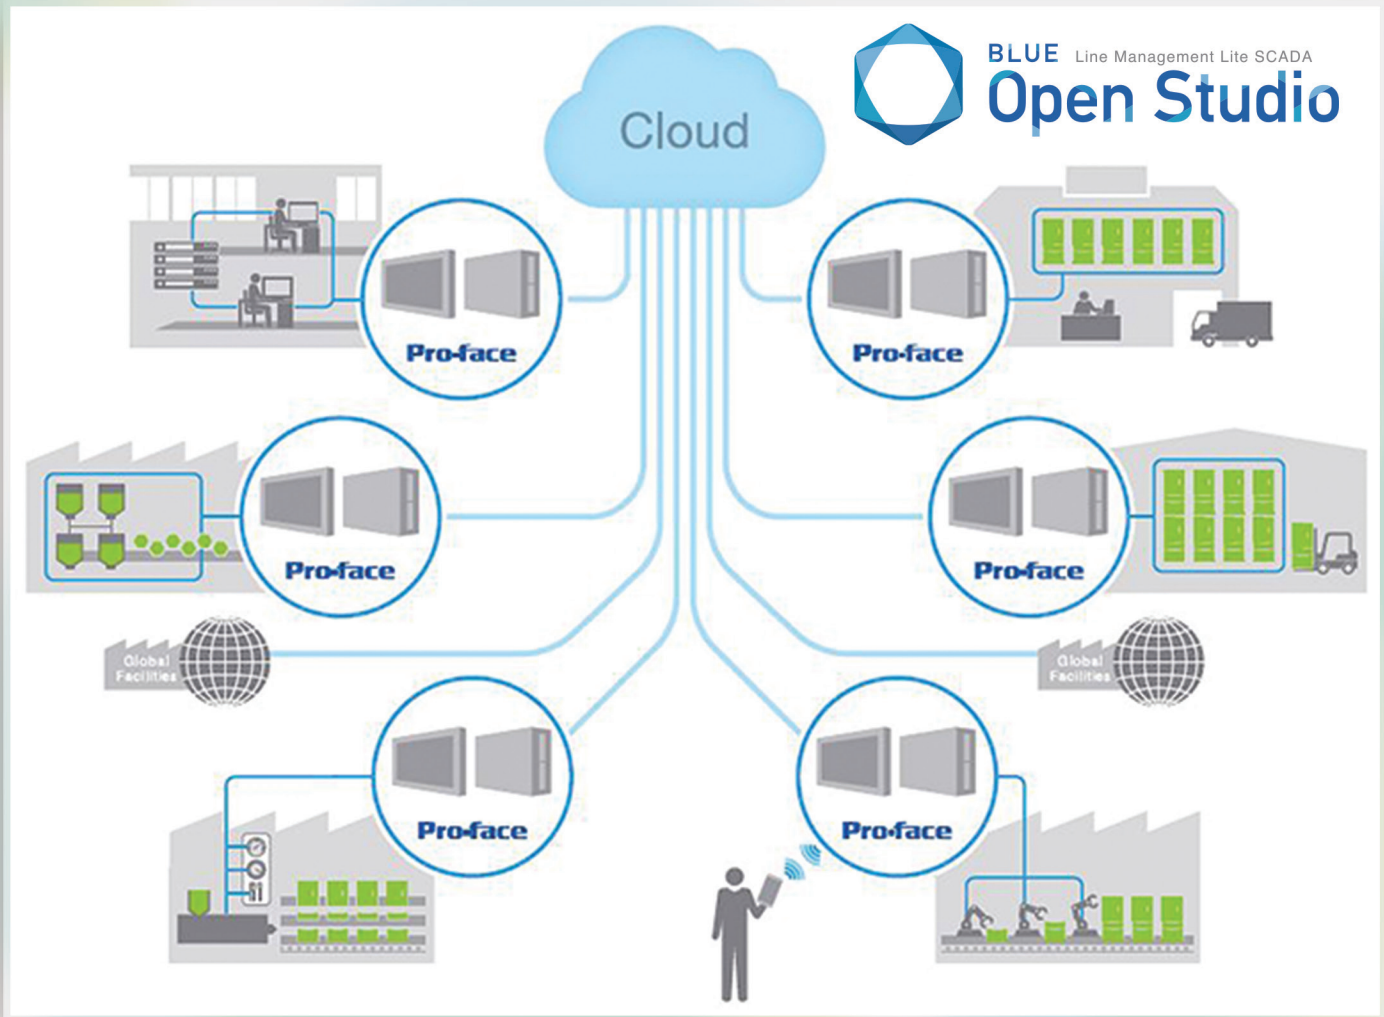 BLUE Line Management Lite SCADA
Open Studio
Cloud
Pro-face
Pro-face
Pro-face
Pro-face
Global
Facilities
Global
Facilities
Pro-face
Pro-face